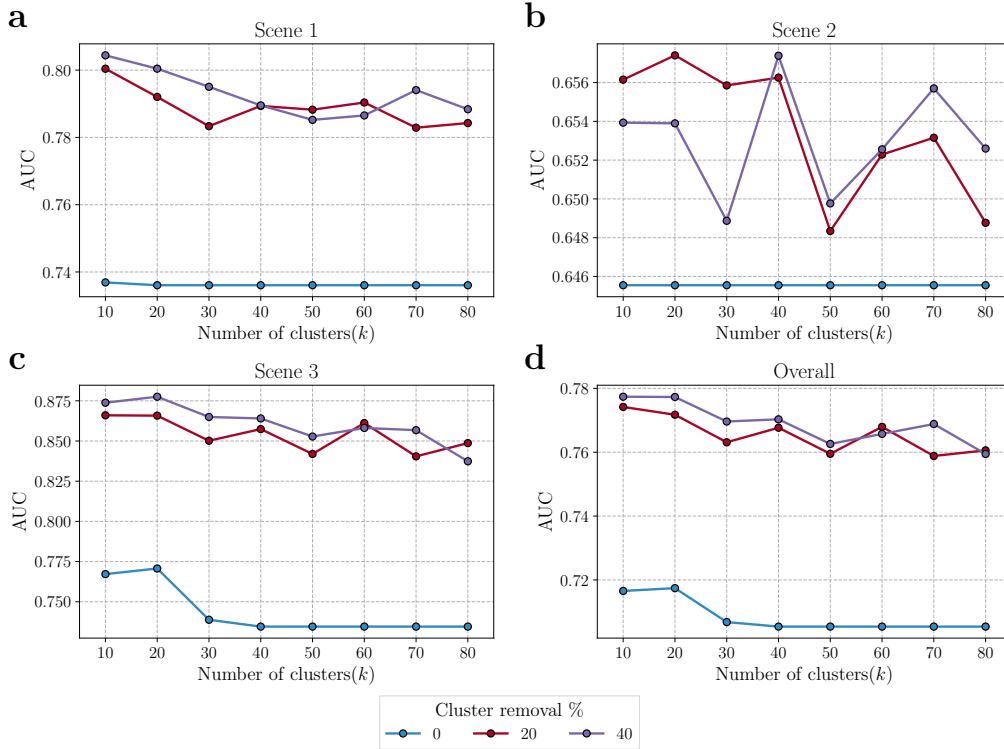 a
Scene 1
AUC
0.80
0.78
0.76
0.74
10 20 30 40 50 60 70 80
Number of clusters(k)
b
Scene 2
AUC
0.656
0.654
0.652
0.650
0.648
0.646
10 20 30 40 50 60 70 80
Number of clusters(k)
c
Scene 3
AUC
0.875
0.850
0.825
0.800
0.775
0.750
10 20 30 40 50 60 70 80
Number of clusters(k)
d
Overall
AUC
0.78
0.76
0.74
0.72
10 20 30 40 50 60 70 80
Number of clusters(k)
Cluster removal %
0 20 40